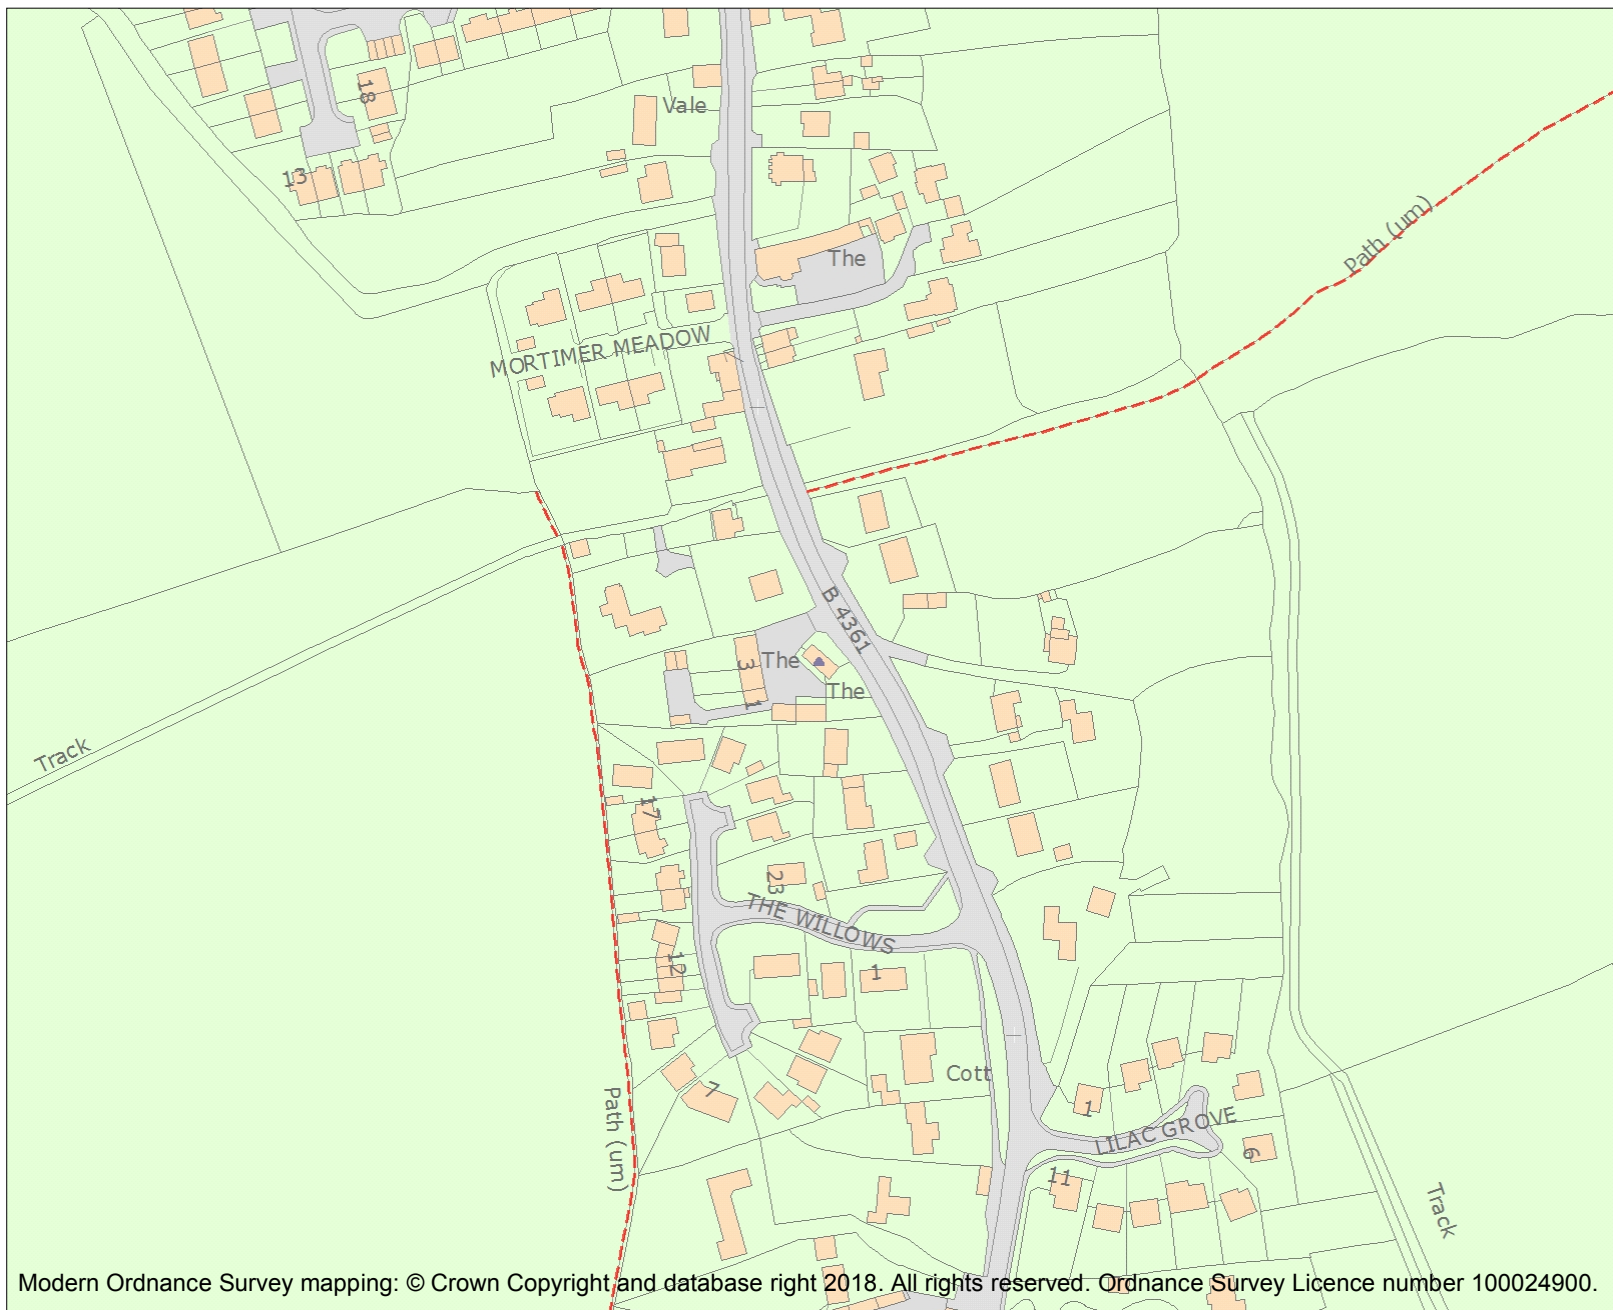 18
Vale
13
Path (um)
The
MORTIMER MEADOW
B 4361
3
The
The
1
Track
17
23
THE WILLOWS
12
1
Cott
7
1
Path (um)
LILAC GROVE
6
11
Track
Modern Ordnance Survey mapping: © Crown Copyright and database right 2018. All rights reserved. Ordnance Survey Licence number 100024900.